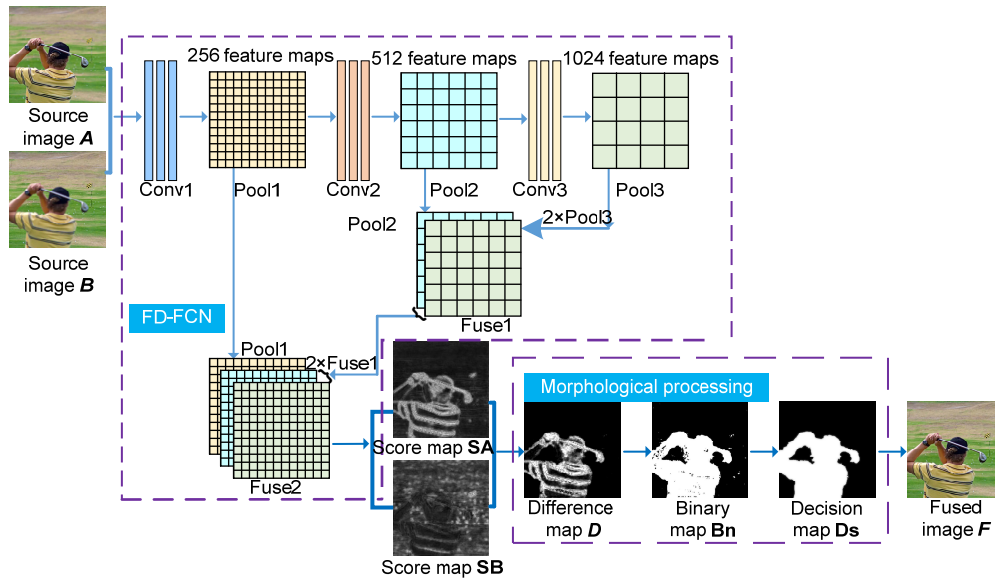 256 feature maps
512 feature maps
1024 feature maps
Source
image A
Conv1
Pool1
Conv2
Pool2
Conv3
Pool3
Pool2
2×Pool3
Source
image B
FD-FCN
Fuse1
Pool1
2×Fuse1
Morphological processing
Score map SA
Fuse2
Difference
map D
Binary
map Bn
Decision
map Ds
Fused
image F
Score map SB